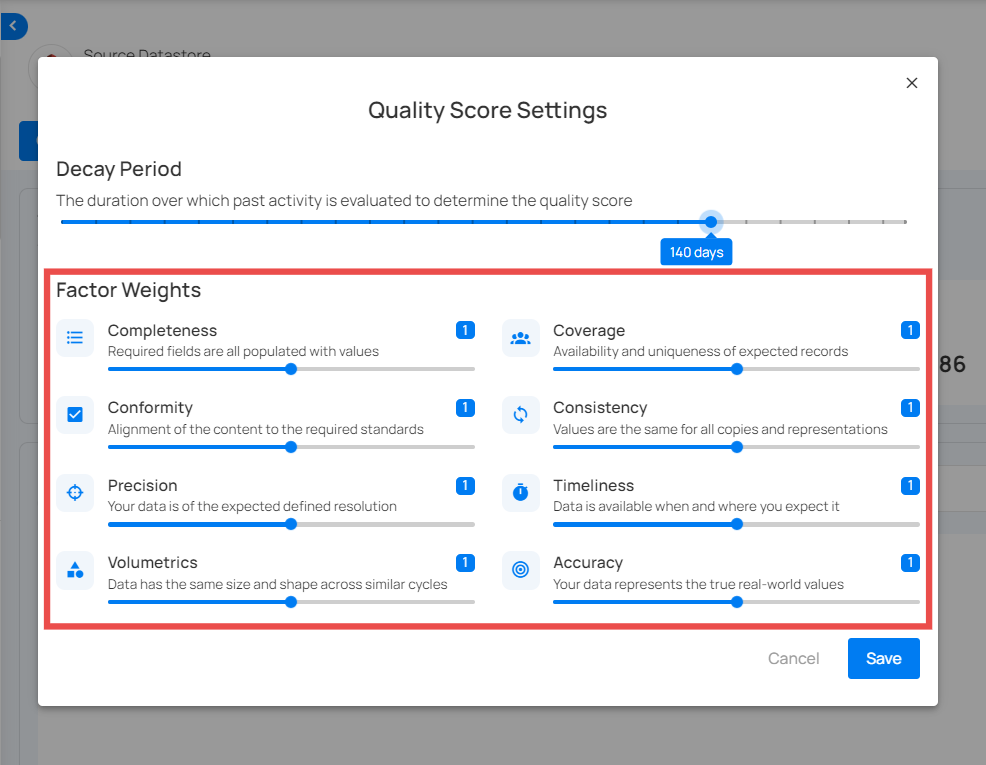 Source Datastore
Quality Score Settings
Decay Period
The duration over which past activity is evaluated to determine the quality score
140 days
Factor Weights
Completeness 1
Required fields are all populated with values
Coverage 1
Availability and uniqueness of expected records
Conformity 1
Alignment of the content to the required standards
Consistency 1
Values are the same for all copies and representations
Precision 1
Your data is of the expected defined resolution
Timeliness 1
Data is available when and where you expect it
Volumetrics 1
Data has the same size and shape across similar cycles
Accuracy 1
Your data represents the true real-world values
86
Cancel Save